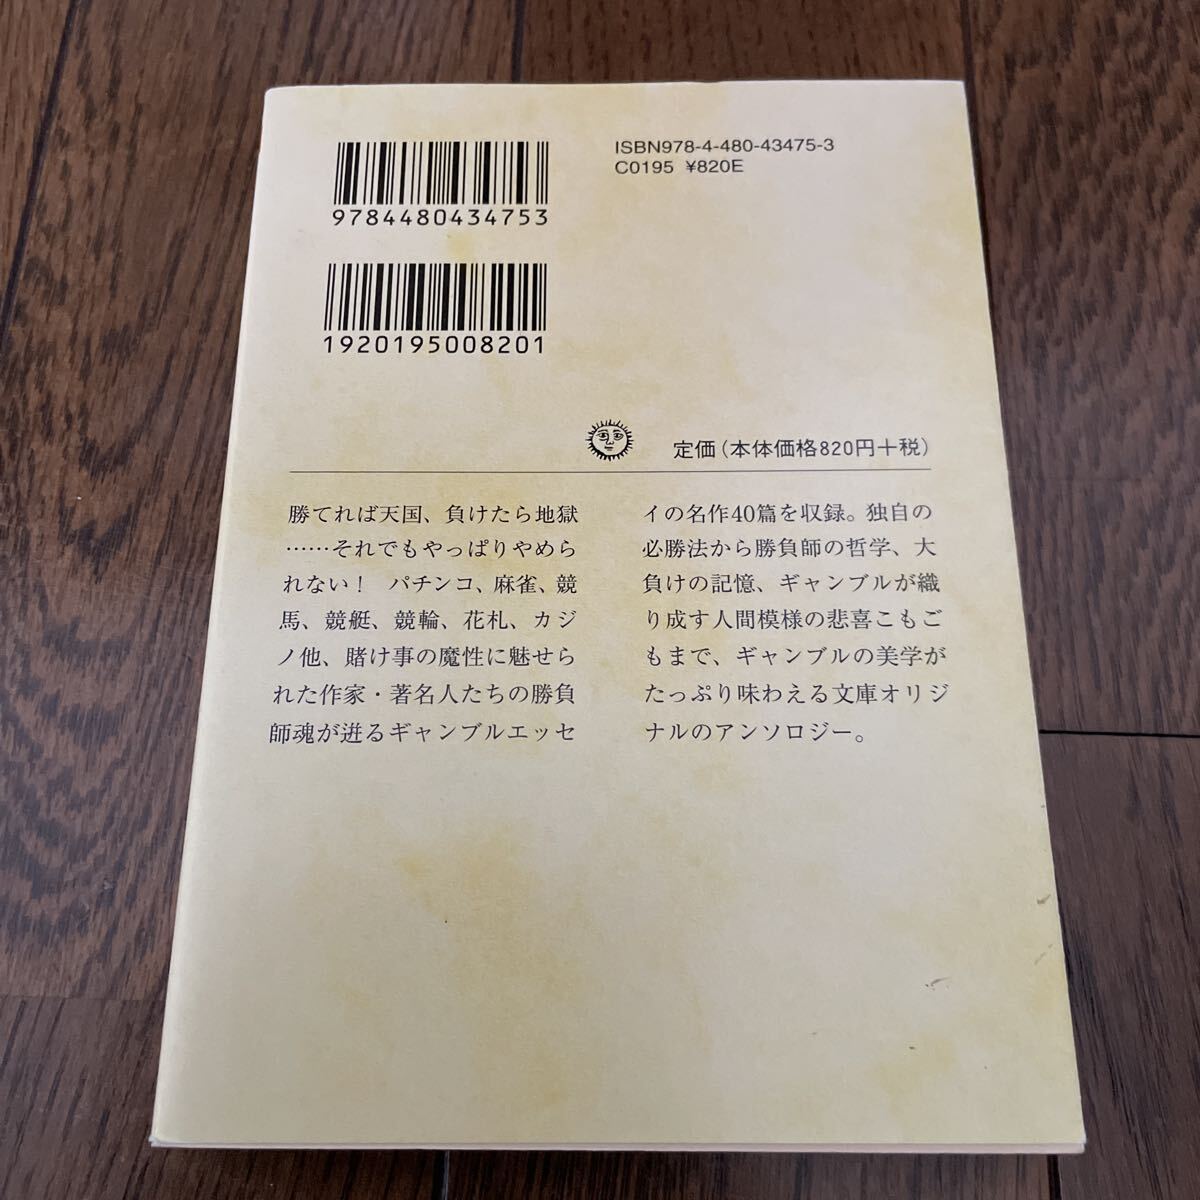 ISBN978-4-480-43475-3
C0195 ¥820E
9784480434753
1920195008201
定価(本体価格820円+税)
勝てれば天国、負けたら地獄
……それでもやっぱりやめら
れない！　パチンコ、麻雀、競
馬、競艇、競輪、花札、カジ
ノ他、賭け事の魔性に魅せら
れた作家・著名人たちの勝負
師魂が迸るギャンブルエッセ
イの名作40篇を収録。独自の
必勝法から勝負師の哲学、大
負けの記憶、ギャンブルが織
り成す人間模様の悲喜こもご
もまで、ギャンブルの美学が
たっぷり味わえる文庫オリジ
ナルのアンソロジー。